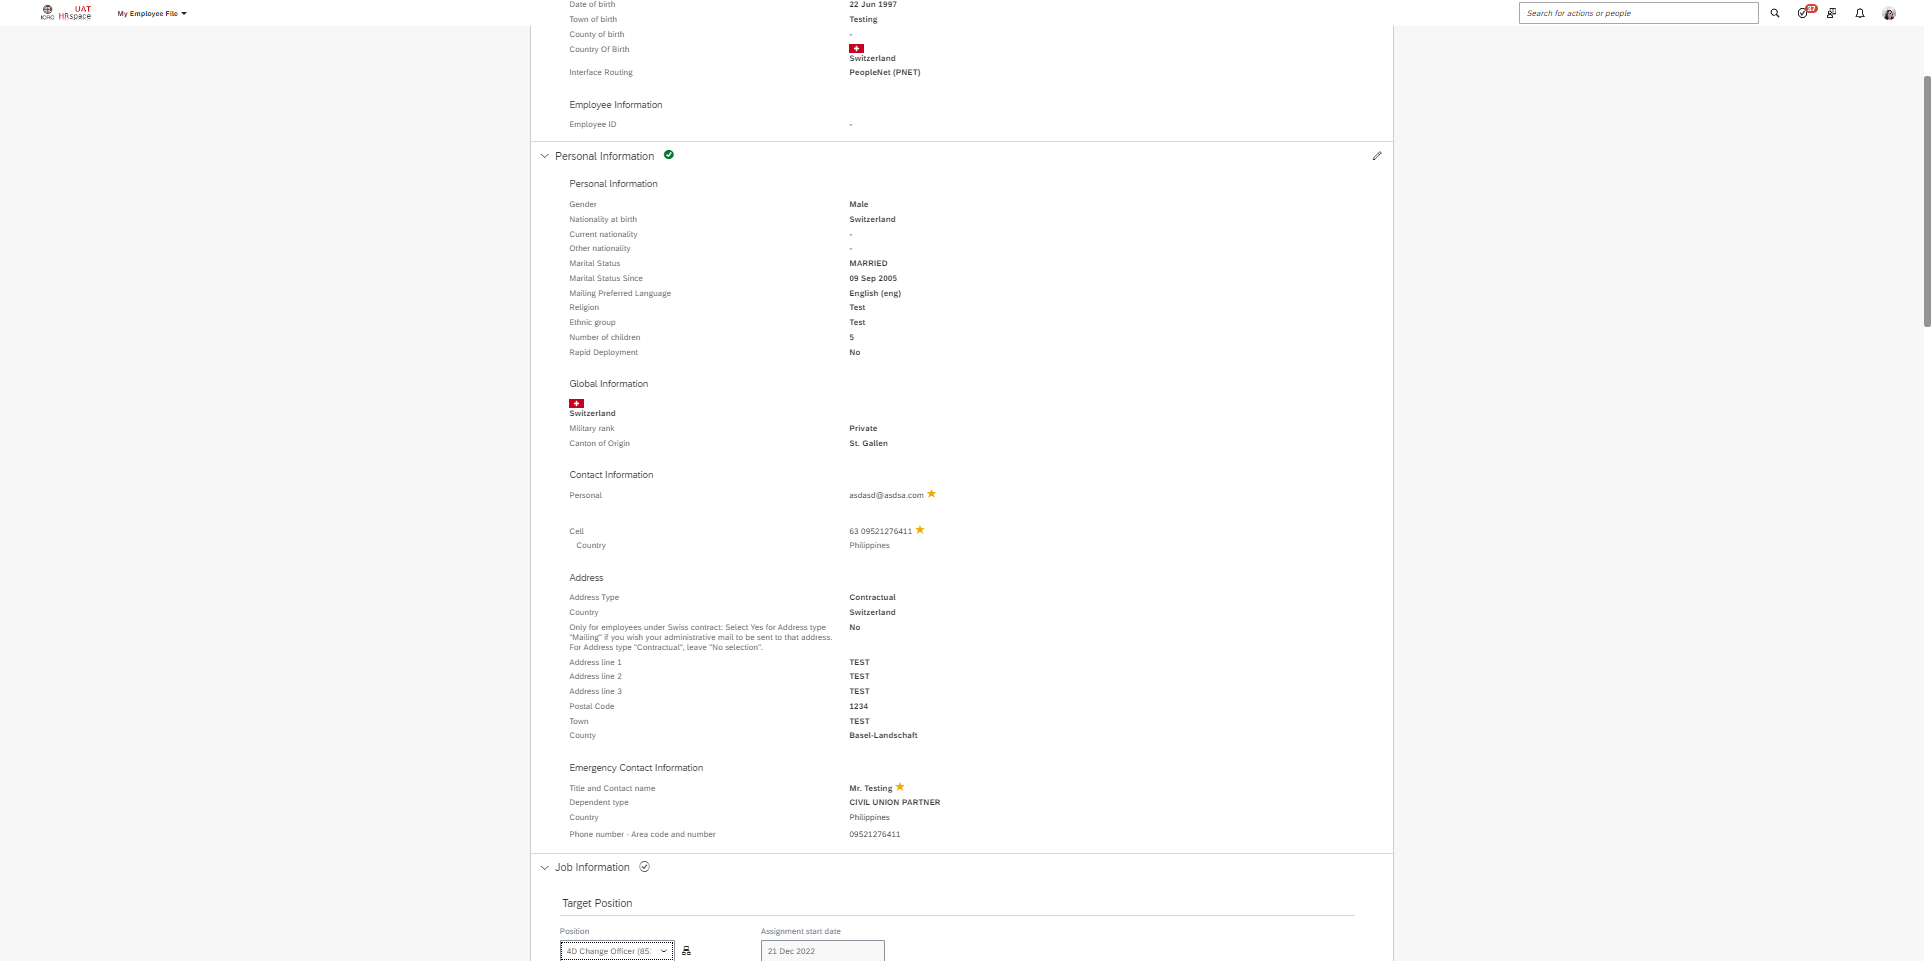 ICRC UAT HRspace My Employee File Search for actions or people 37
Date of birth 22 Jun 1997
Town of birth Testing
County of birth -
Country Of Birth
Switzerland
Interface Routing PeopleNet (PNET)
Employee Information
Employee ID -
Personal Information
Personal Information
Gender Male
Nationality at birth Switzerland
Current nationality -
Other nationality -
Marital Status MARRIED
Marital Status Since 09 Sep 2005
Mailing Preferred Language English (eng)
Religion Test
Ethnic group Test
Number of children 5
Rapid Deployment No
Global Information
Switzerland
Military rank Private
Canton of Origin St. Gallen
Contact Information
Personal asdasd@asdsa.com
Cell 63 09521276411
Country Philippines
Address
Address Type Contractual
Country Switzerland
Only for employees under Swiss contract: Select Yes for Address type No
"Mailing" if you wish your administrative mail to be sent to that address.
For Address type "Contractual", leave "No selection".
Address line 1 TEST
Address line 2 TEST
Address line 3 TEST
Postal Code 1234
Town TEST
County Basel-Landschaft
Emergency Contact Information
Title and Contact name Mr. Testing
Dependent type CIVIL UNION PARTNER
Country Philippines
Phone number - Area code and number 09521276411
Job Information
Target Position
Position Assignment start date
4D Change Officer (85: 21 Dec 2022